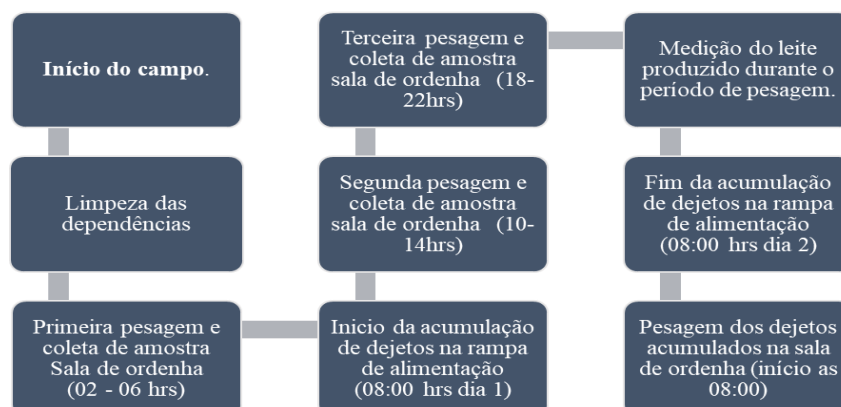 Início do campo.
Limpeza das
dependências
Primeira pesagem e
coleta de amostra
Sala de ordenha
(02 - 06 hrs)
Inicio da acumulação
de dejetos na rampa
de alimentação
(08:00 hrs dia 1)
Segunda pesagem e
coleta de amostra
sala de ordenha (10-
14hrs)
Terceira pesagem e
coleta de amostra
sala de ordenha (18-
22hrs)
Medição do leite
produzido durante o
período de pesagem.
Fim da acumulação
de dejetos na rampa
de alimentação
(08:00 hrs dia 2)
Pesagem dos dejetos
acumulados na sala
de ordenha (início as
08:00)